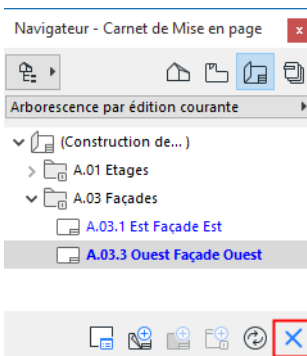 Navigateur - Carnet de Mise en page
Arborescence par édition courante
(Construction de... )
A.01 Etages
A.03 Façades
A.03.1 Est Façade Est
A.03.3 Ouest Façade Ouest